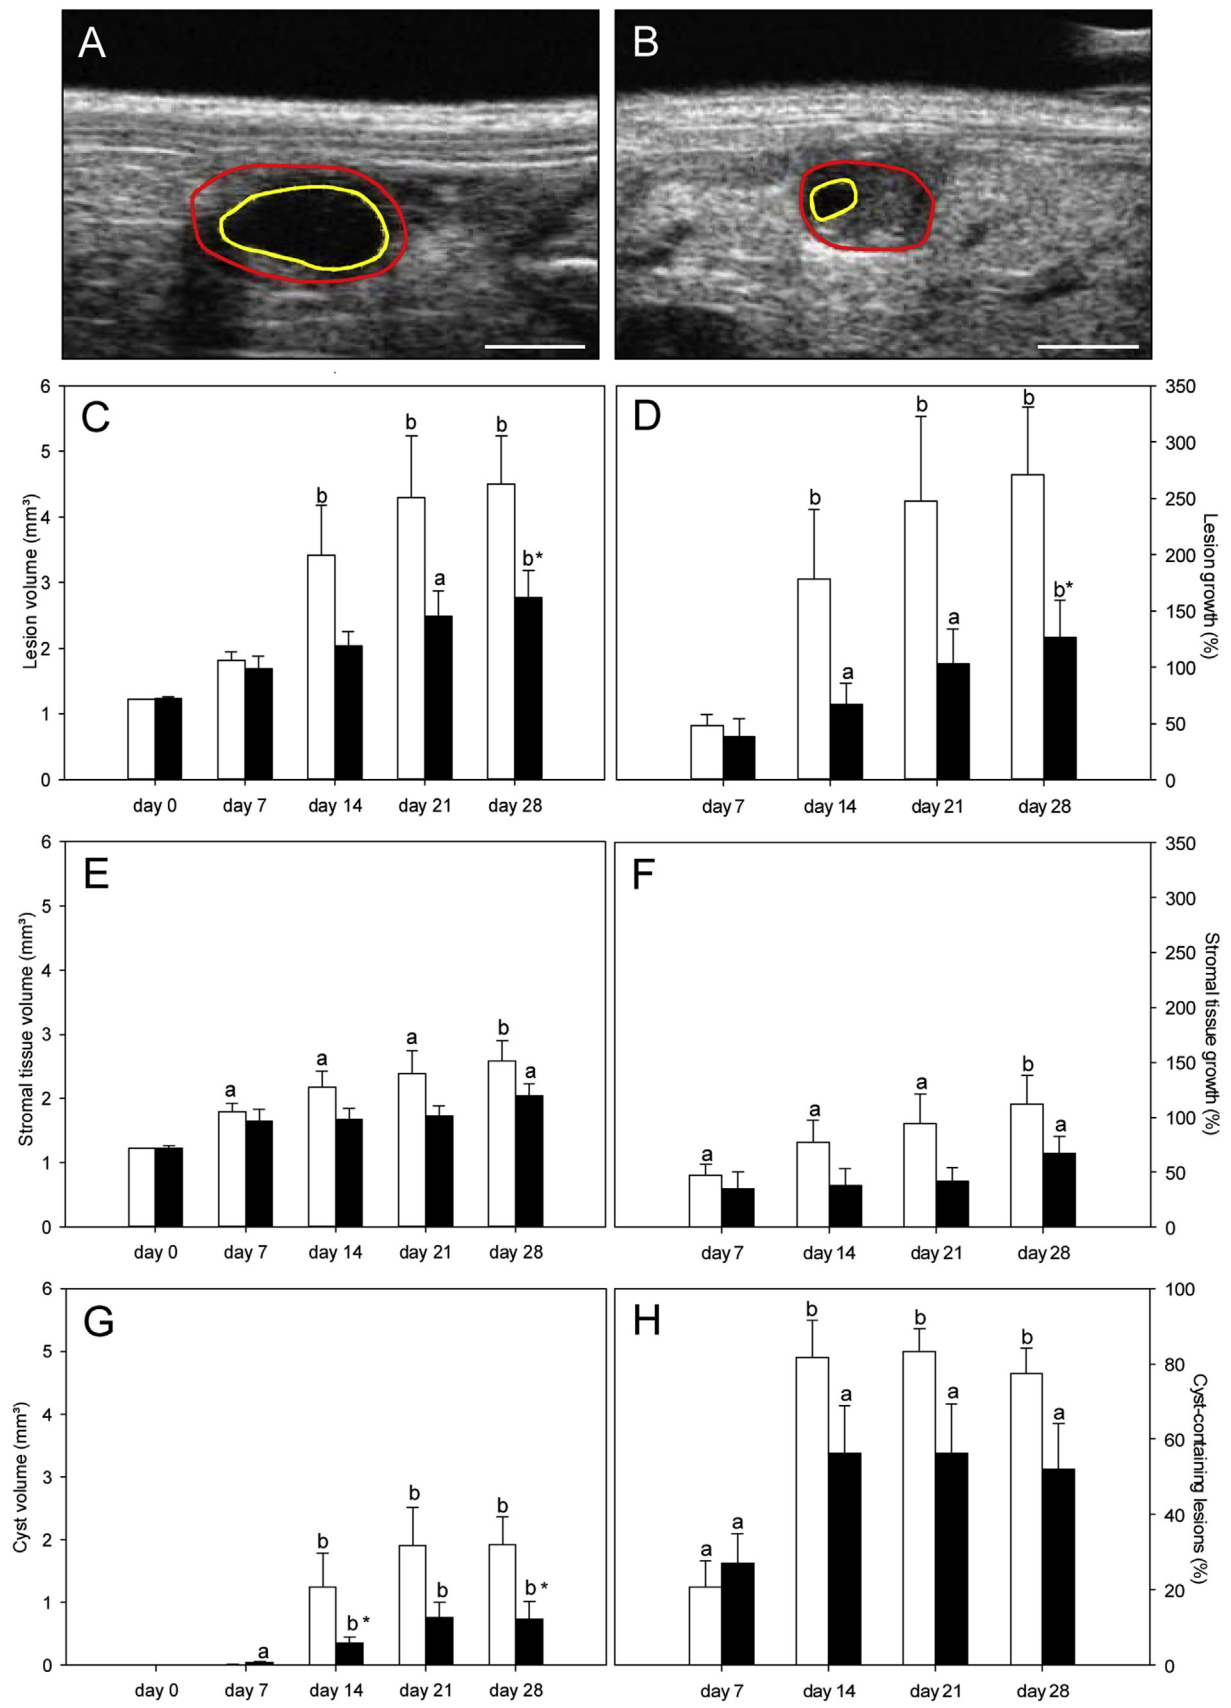 A
B
C
Lesion volume (mm³)
6
5
4
3
2
1
0
b
b
b
a
b*
day 0 day 7 day 14 day 21 day 28
D
Lesion growth (%)
350
300
250
200
150
100
50
0
b
b
b
a
a
b*
day 7 day 14 day 21 day 28
E
Stromal tissue volume (mm³)
6
5
4
3
2
1
0
a
a
a
b
a
day 0 day 7 day 14 day 21 day 28
F
Stromal tissue growth (%)
350
300
250
200
150
100
50
0
a
a
a
b
a
day 7 day 14 day 21 day 28
G
Cyst volume (mm³)
6
5
4
3
2
1
0
a
b
b*
b
b
b
b*
day 0 day 7 day 14 day 21 day 28
H
Cyst-containing lesions (%)
100
80
60
40
20
0
a
a
b
a
b
a
b
a
day 7 day 14 day 21 day 28